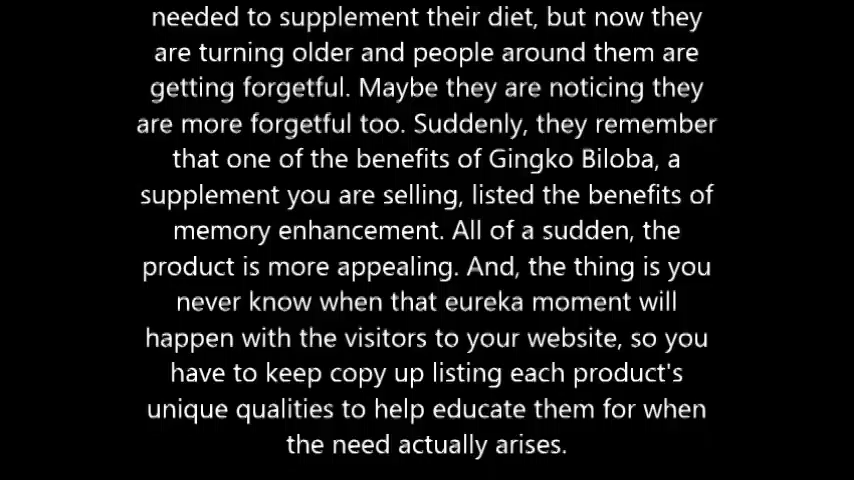 needed to supplement their diet, but now they
are turning older and people around them are
getting forgetful. Maybe they are noticing they
are more forgetful too. Suddenly, they remember
that one of the benefits of Gingko Biloba, a
supplement you are selling, listed the benefits of
memory enhancement. All of a sudden, the
product is more appealing. And, the thing is you
never know when that eureka moment will
happen with the visitors to your website, so you
have to keep copy up listing each product's
unique qualities to help educate them for when
the need actually arises.